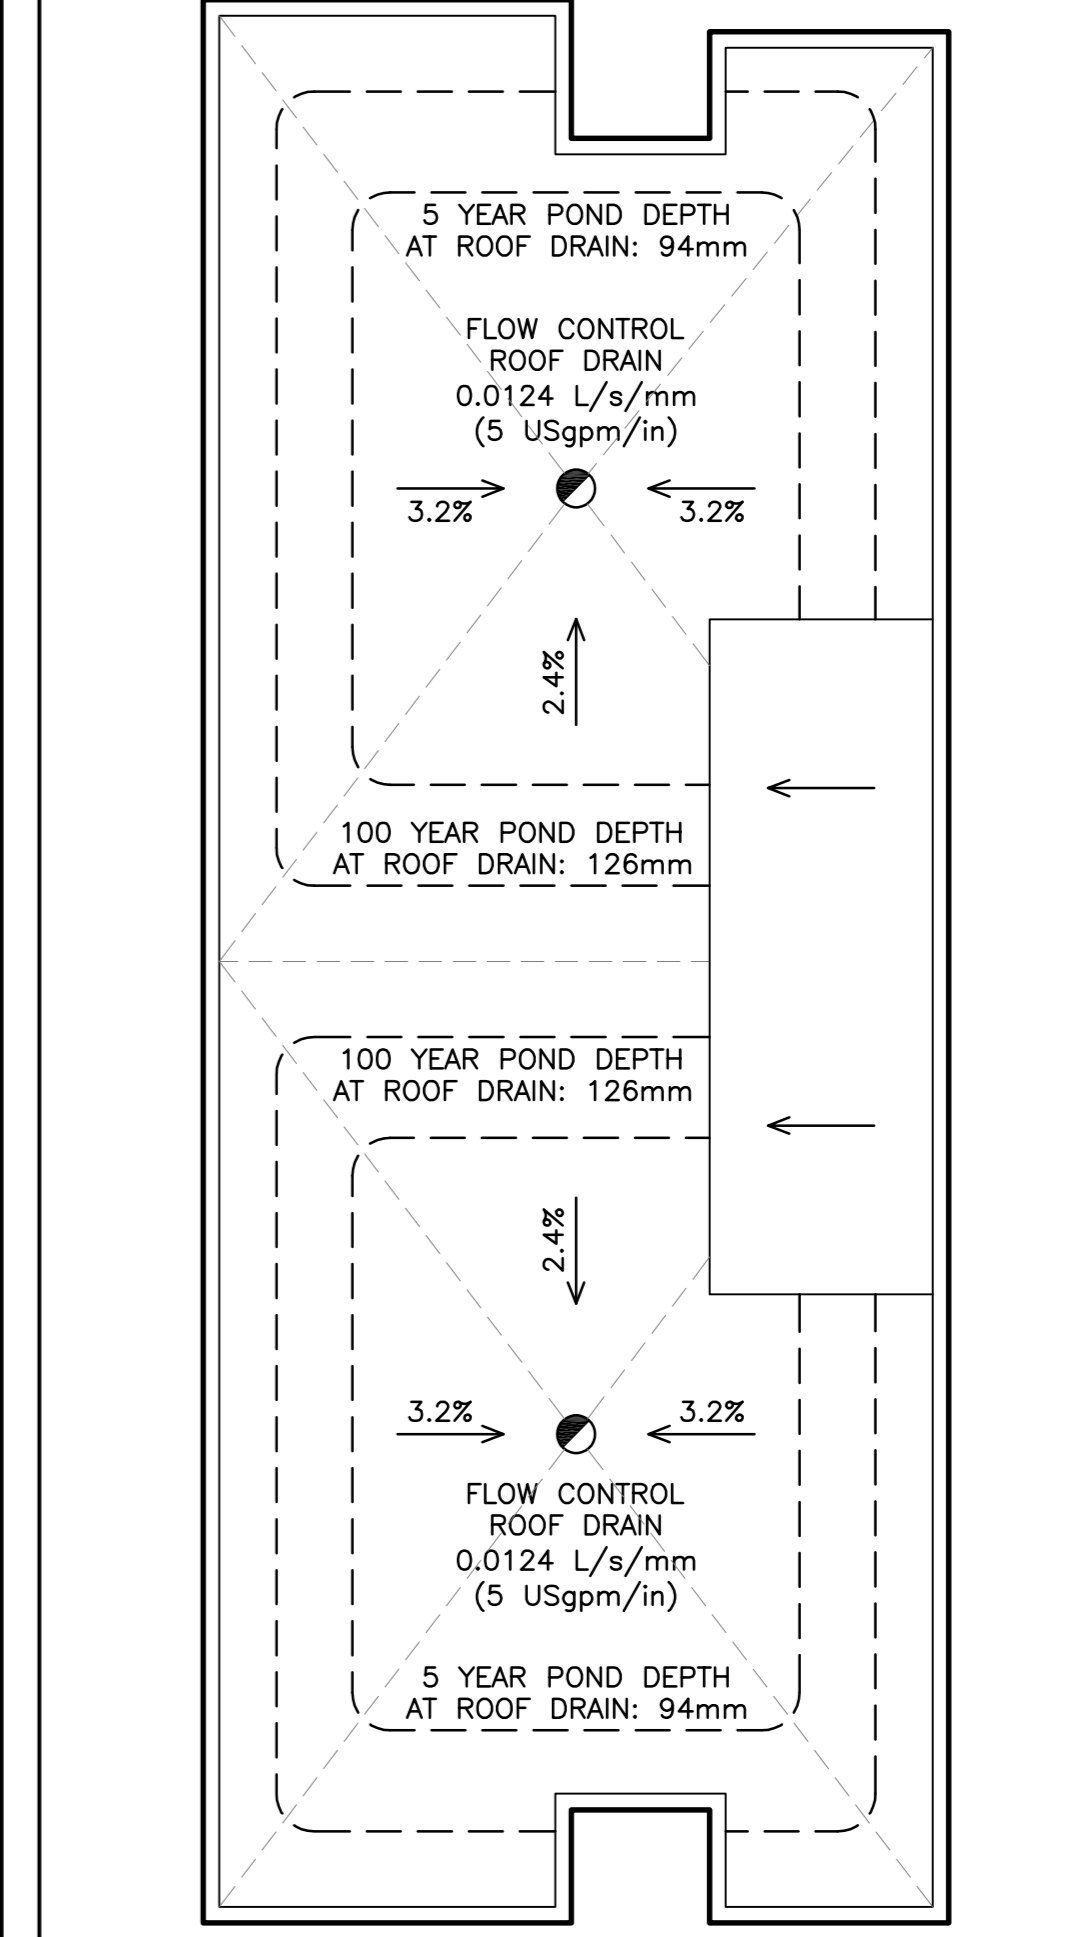 5 YEAR POND DEPTH
AT ROOF DRAIN: 94mm
FLOW CONTROL
ROOF DRAIN
0.0124 L/s/mm
(5 USgpm/in)
3.2%
3.2%
2.4%
100 YEAR POND DEPTH
AT ROOF DRAIN: 126mm
100 YEAR POND DEPTH
AT ROOF DRAIN: 126mm
2.4%
3.2%
3.2%
FLOW CONTROL
ROOF DRAIN
0.0124 L/s/mm
(5 USgpm/in)
5 YEAR POND DEPTH
AT ROOF DRAIN: 94mm